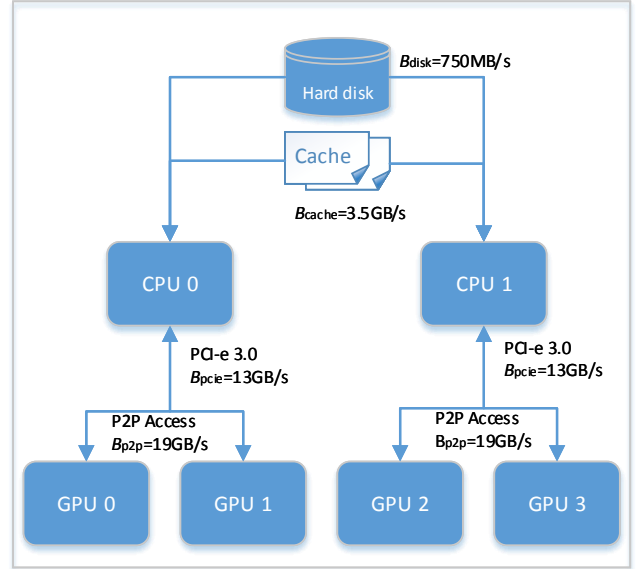 Bdisk=750MB/s
Hard disk
Cache
Bcache=3.5GB/s
CPU 0
CPU 1
PCI-e 3.0
Bpcie=13GB/s
PCI-e 3.0
Bpcie=13GB/s
P2P Access
Bp2p=19GB/s
P2P Access
Bp2p=19GB/s
GPU 0
GPU 1
GPU 2
GPU 3